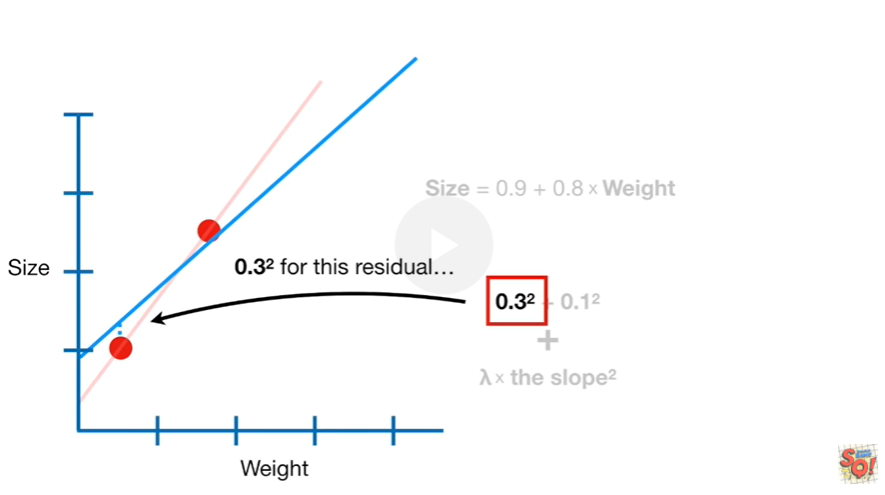 Size = 0.9 + 0.8 × Weight
Size
0.3² for this residual…
0.3² + 0.1²
+
λ × the slope²
Weight
SQ!